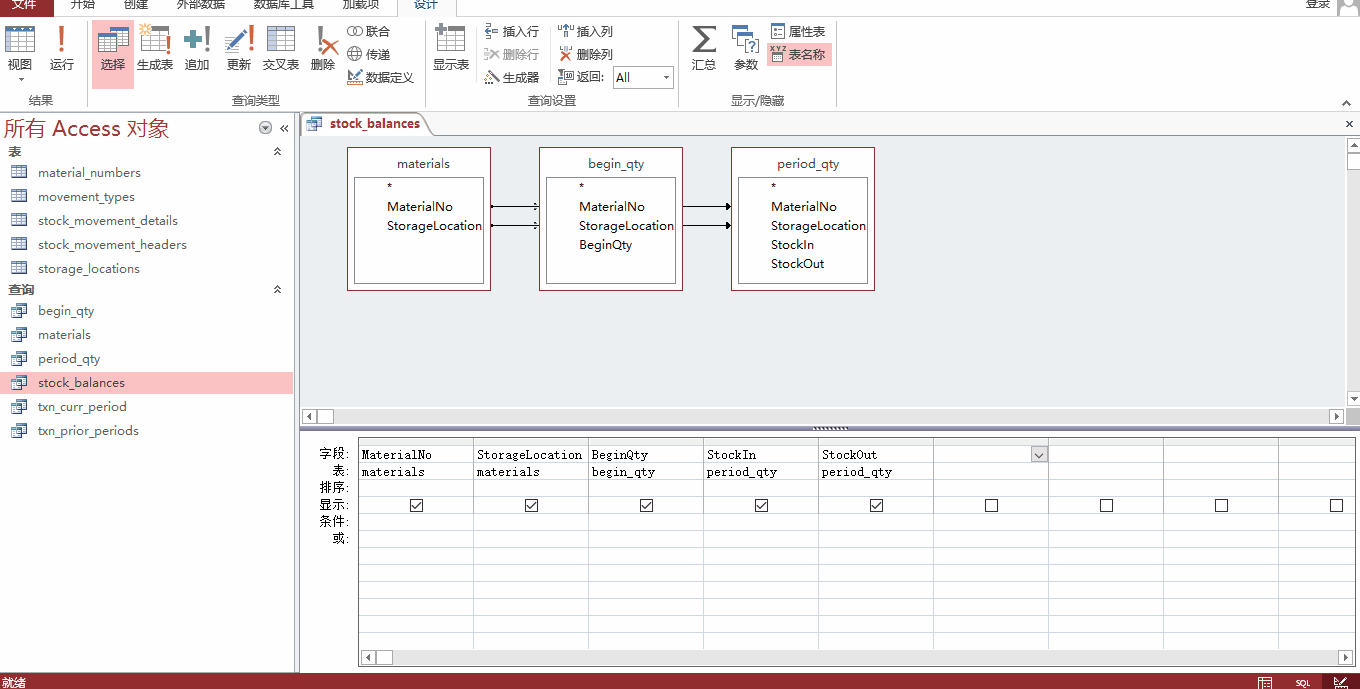 文件 开始 创建 外部数据 数据库工具 加载项 设计 登录
视图 运行 选择 生成表 追加 更新 交叉表 删除 联合 传递 数据定义 显示表 插入行 删除行 生成器 插入列 删除列 返回: All 汇总 参数 属性表 XYZ 表名称
结果 查询类型 查询设置 显示/隐藏
所有 Access 对象
表
material_numbers
movement_types
stock_movement_details
stock_movement_headers
storage_locations
查询
begin_qty
materials
period_qty
stock_balances
txn_curr_period
txn_prior_periods
stock_balances
materials
*
MaterialNo
StorageLocation
begin_qty
*
MaterialNo
StorageLocation
BeginQty
period_qty
*
MaterialNo
StorageLocation
StockIn
StockOut
字段: MaterialNo StorageLocation BeginQty StockIn StockOut
表: materials materials begin_qty period_qty period_qty
排序:
显示:
条件:
或:
就绪 SQL